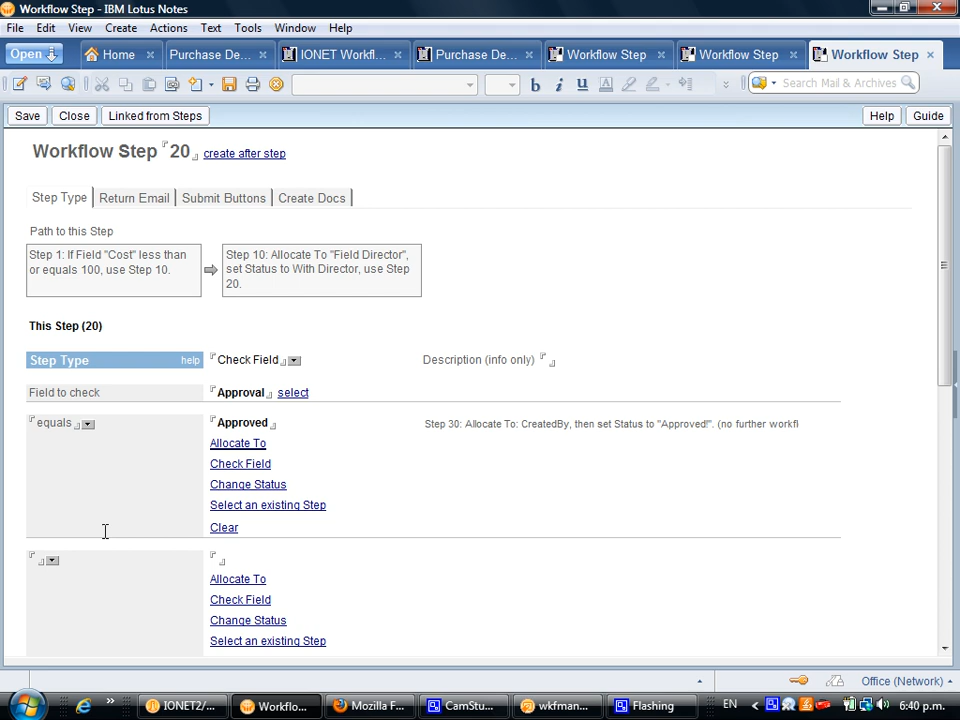 Workflow Step - IBM Lotus Notes
File Edit View Create Actions Text Tools Window Help
Open Home Purchase De... IONET Workfl... Purchase De... Workflow Step Workflow Step Workflow Step
b i u A Search Mail & Archives
Save Close Linked from Steps Help Guide
Workflow Step 20 create after step
Step Type Return Email Submit Buttons Create Docs
Path to this Step
Step 1: If Field "Cost" less than
or equals 100, use Step 10.
Step 10: Allocate To "Field Director",
set Status to With Director, use Step
20.
This Step (20)
Step Type help Check Field Description (info only)
Field to check Approval select
equals Approved Step 30: Allocate To: CreatedBy, then set Status to "Approved!". (no further workfl
Allocate To
Check Field
Change Status
Select an existing Step
Clear
Allocate To
Check Field
Change Status
Select an existing Step
Office (Network)
IONET2/... Workflo... Mozilla F... CamStu... wkfman... Flashing EN 6:40 p.m.